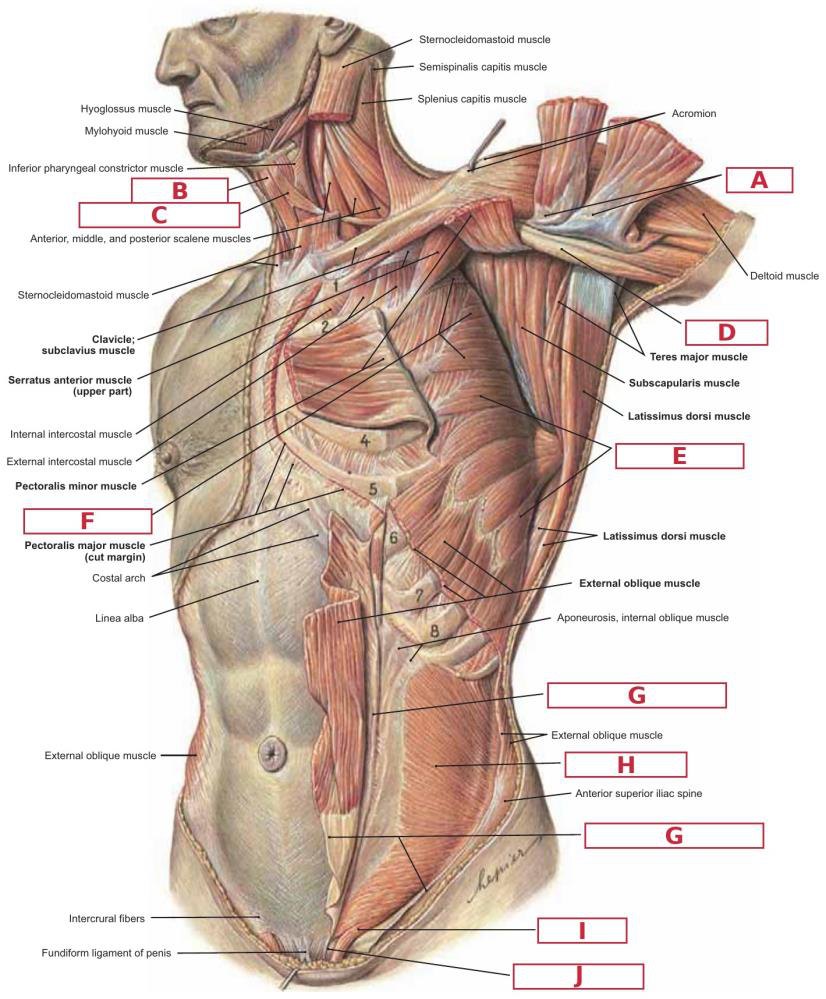 Sternocleidomastoid muscle
Semispinalis capitis muscle
Splenius capitis muscle
Hyoglossus muscle
Mylohyoid muscle
Acromion
Inferior pharyngeal constrictor muscle
A
B
C
Anterior, middle, and posterior scalene muscles
Deltoid muscle
Sternocleidomastoid muscle
1
2
D
Clavicle;
subclavius muscle
Teres major muscle
Serratus anterior muscle
(upper part)
Subscapularis muscle
Latissimus dorsi muscle
Internal intercostal muscle
4
E
External intercostal muscle
Pectoralis minor muscle
5
F
Latissimus dorsi muscle
6
Pectoralis major muscle
(cut margin)
Costal arch
External oblique muscle
7
Linea alba
Aponeurosis, internal oblique muscle
8
G
External oblique muscle
External oblique muscle
H
Anterior superior iliac spine
G
lepier
Intercrural fibers
I
Fundiform ligament of penis
J